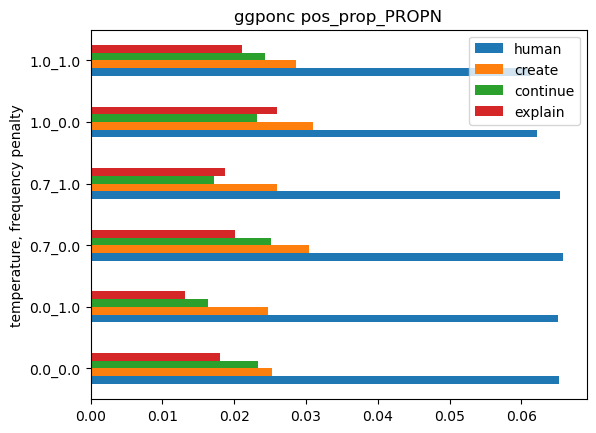 ggponc pos_prop_PROPN
human
create
continue
explain
temperature, frequency penalty
1.0_1.0
1.0_0.0
0.7_1.0
0.7_0.0
0.0_1.0
0.0_0.0
0.00 0.01 0.02 0.03 0.04 0.05 0.06